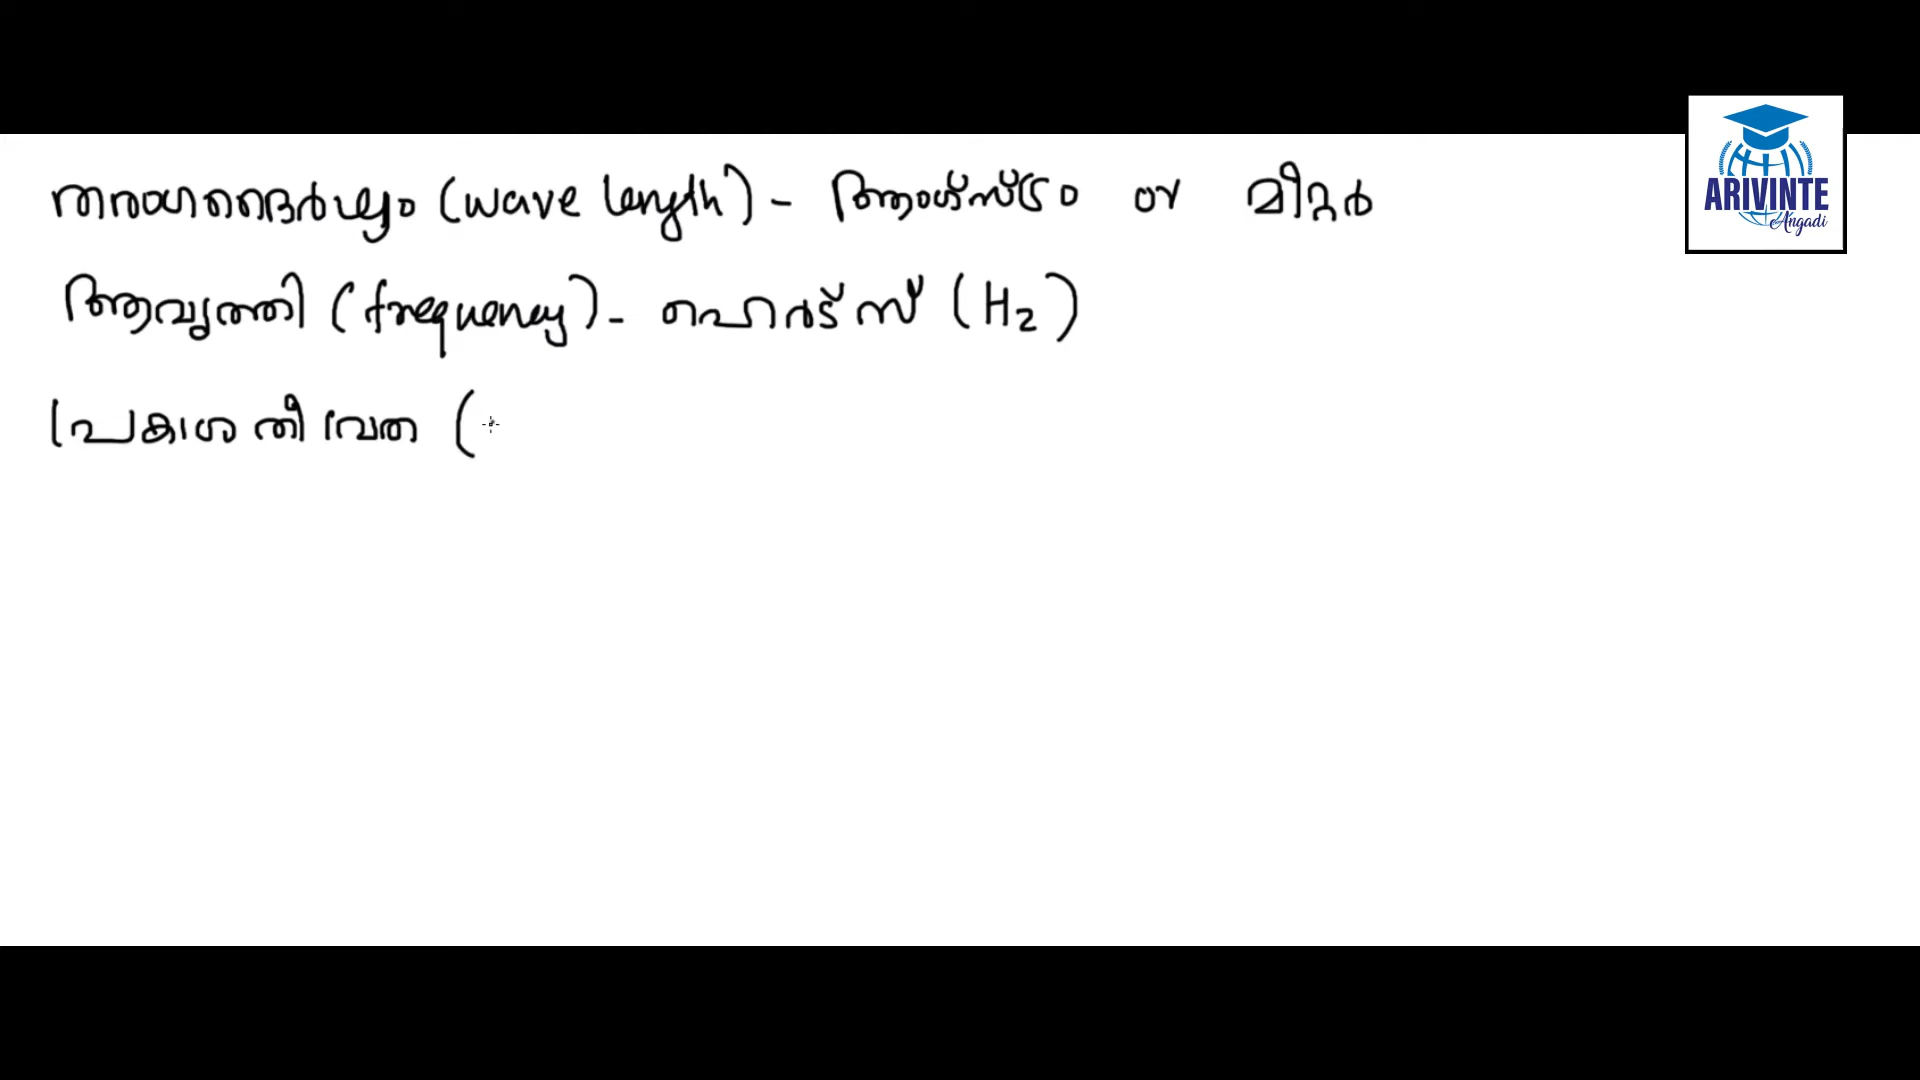 തരംഗദൈർഘ്യം (wave length) - ആംഗ്സ്ട്രം or മീറ്റർ
ആവൃത്തി (frequency) - ഹെർട്സ് (Hz)
പ്രകാശതീവ്രത (
ARIVINTE
Angadi